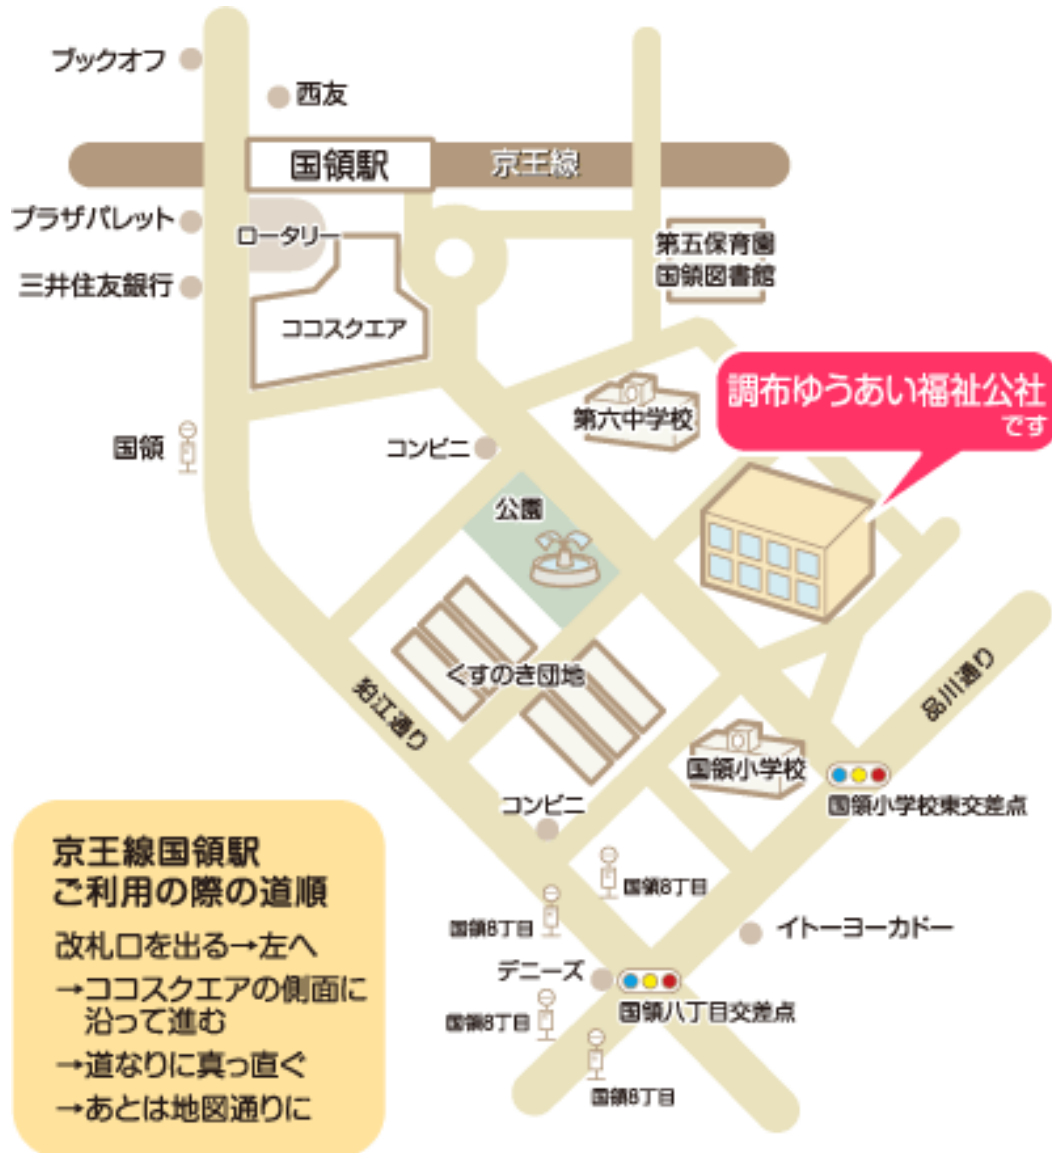 ブックオフ
西友
国領駅
京王線
プラザパレット
ロータリー
第五保育園
国領図書館
三井住友銀行
ココスクエア
調布ゆうあい福祉公社
です
第六中学校
国領
コンビニ
公園
くすのき団地
狛江通り
品川通り
国領小学校
コンビニ
国領小学校東交差点
国領8丁目
国領8丁目
イトーヨーカドー
デニーズ
国領八丁目交差点
国領8丁目
国領8丁目
京王線国領駅
ご利用の際の道順
改札口を出る→左へ
→ココスクエアの側面に
沿って進む
→道なりに真っ直ぐ
→あとは地図通りに